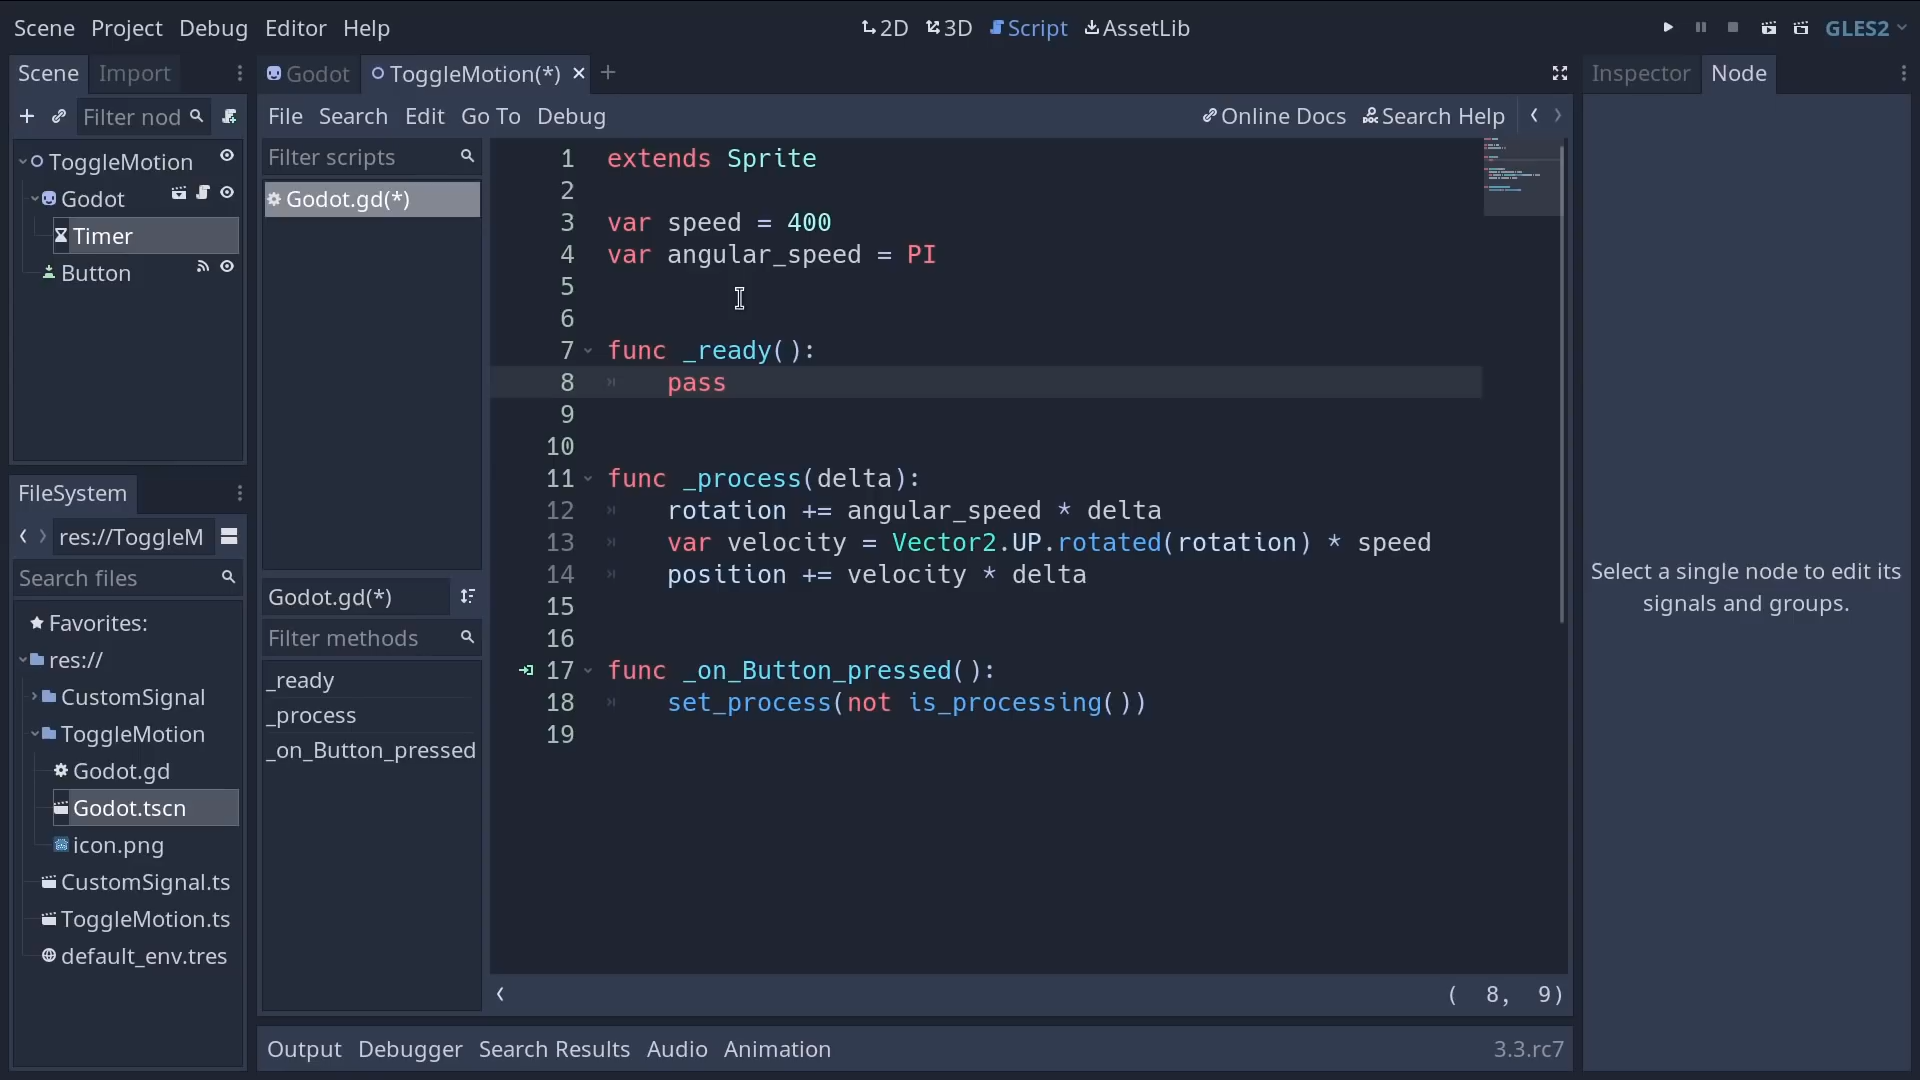 Scene Project Debug Editor Help
2D 3D Script AssetLib
GLES2
Scene Import
Filter nod
ToggleMotion
Godot
Timer
Button
FileSystem
res://ToggleM
Search files
Favorites:
res://
CustomSignal
ToggleMotion
Godot.gd
Godot.tscn
icon.png
CustomSignal.ts
ToggleMotion.ts
default_env.tres
Godot ToggleMotion(*)
File Search Edit Go To Debug
Online Docs Search Help
Filter scripts
Godot.gd(*)
Godot.gd(*)
Filter methods
_ready
_process
_on_Button_pressed
1 extends Sprite
2
3 var speed = 400
4 var angular_speed = PI
5
6
7 func _ready():
8 pass
9
10
11 func _process(delta):
12 rotation += angular_speed * delta
13 var velocity = Vector2.UP.rotated(rotation) * speed
14 position += velocity * delta
15
16
17 func _on_Button_pressed():
18 set_process(not is_processing())
19
( 8, 9)
Output Debugger Search Results Audio Animation
3.3.rc7
Inspector Node
Select a single node to edit its
signals and groups.